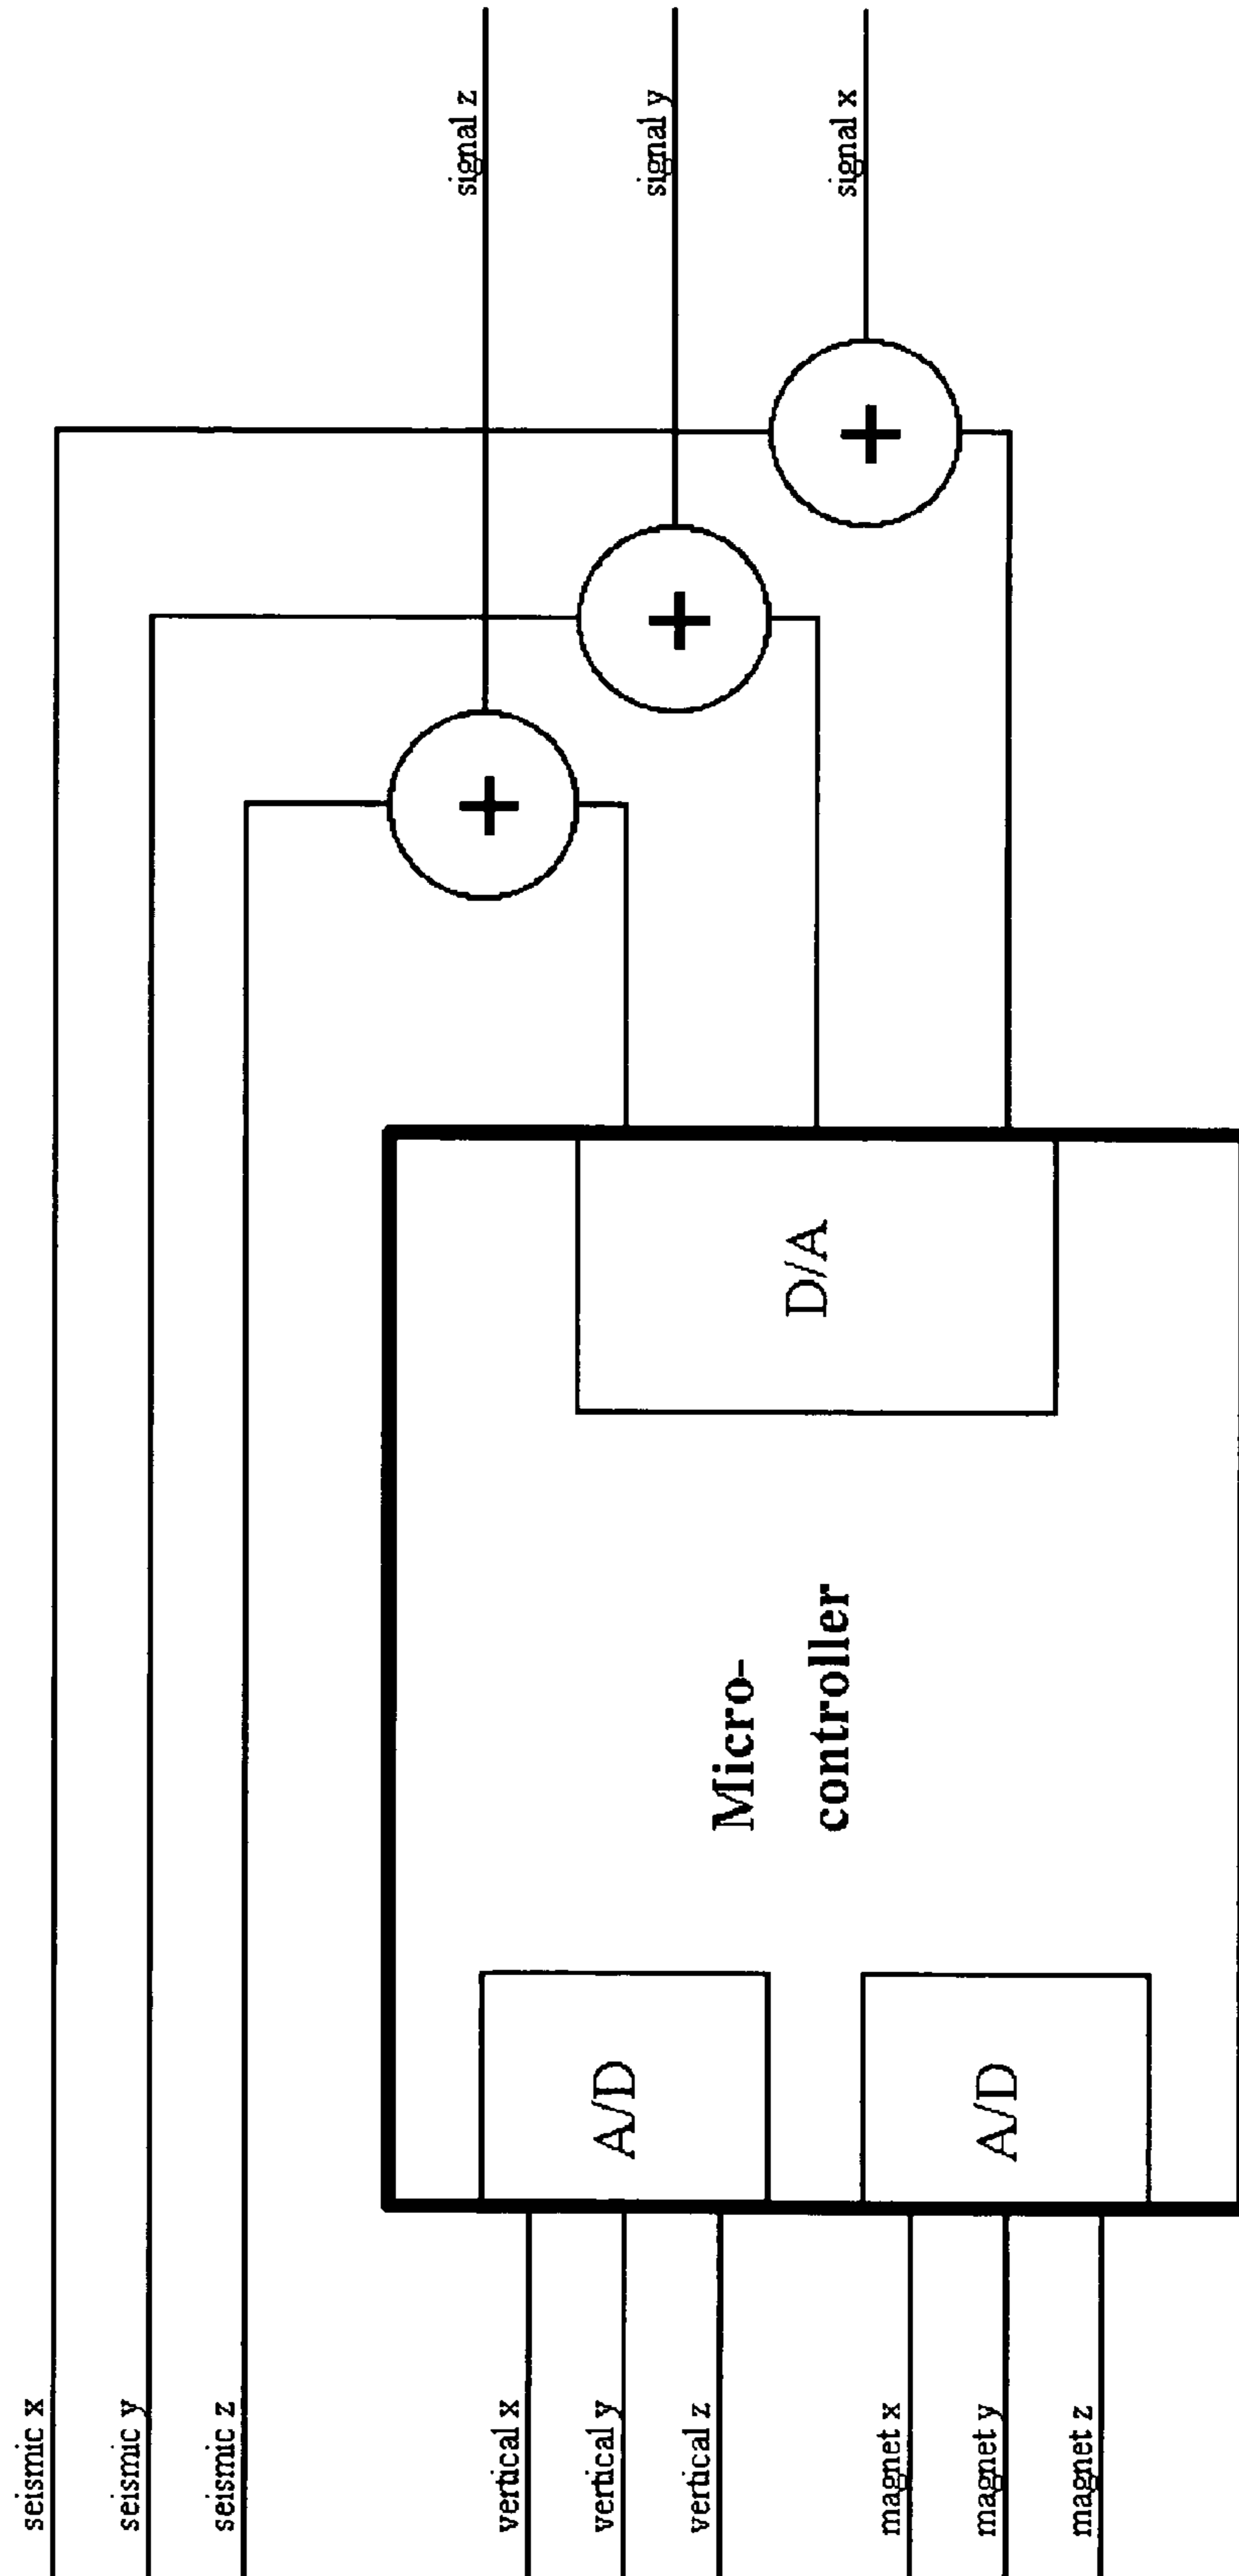 seismic x
seismic y
seismic z
vertical x
vertical y
vertical z
magnet x
magnet y
magnet z
A/D
A/D
Micro-
controller
D/A
+
+
+
signal z
signal y
signal x